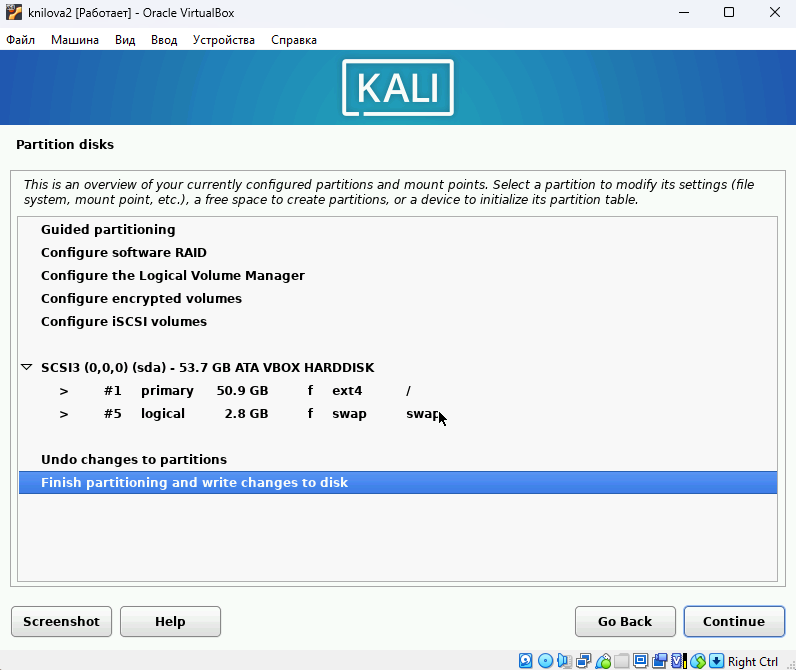 knilova2 [Работает] - Oracle VirtualBox
Файл Машина Вид Ввод Устройства Справка
KALI
Partition disks
This is an overview of your currently configured partitions and mount points. Select a partition to modify its settings (file
system, mount point, etc.), a free space to create partitions, or a device to initialize its partition table.
Guided partitioning
Configure software RAID
Configure the Logical Volume Manager
Configure encrypted volumes
Configure iSCSI volumes
SCSI3 (0,0,0) (sda) - 53.7 GB ATA VBOX HARDDISK
> #1 primary 50.9 GB f ext4 /
> #5 logical 2.8 GB f swap swap
Undo changes to partitions
Finish partitioning and write changes to disk
Screenshot Help Go Back Continue
Right Ctrl